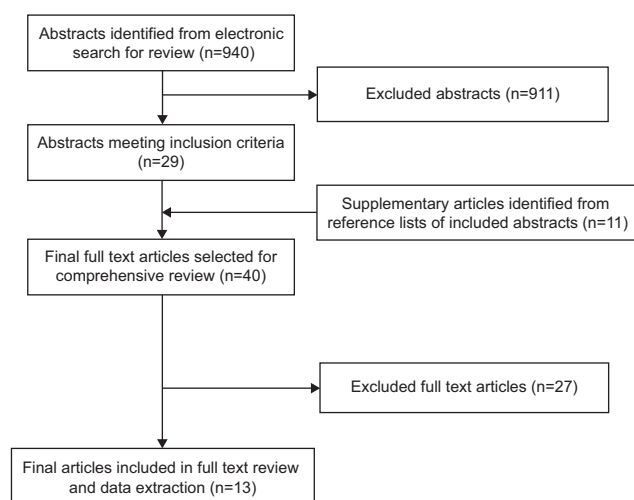 Abstracts identified from electronic
search for review (n=940)
Excluded abstracts (n=911)
Abstracts meeting inclusion criteria
(n=29)
Supplementary articles identified from
reference lists of included abstracts (n=11)
Final full text articles selected for
comprehensive review (n=40)
Excluded full text articles (n=27)
Final articles included in full text review
and data extraction (n=13)